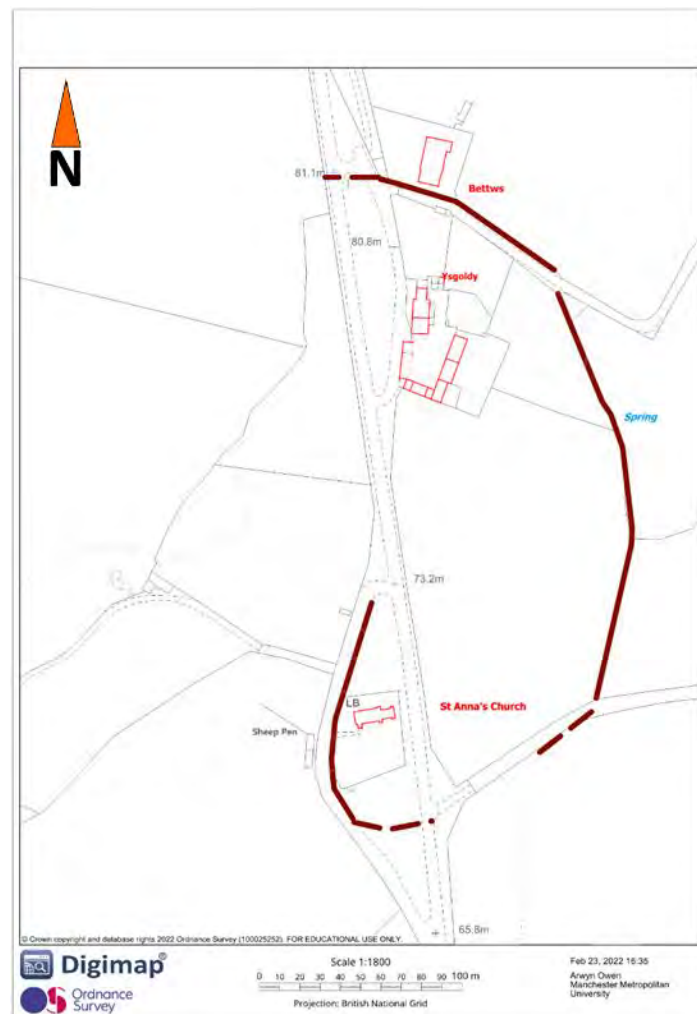 N
81.1m
Bettws
80.8m
Ysgoldy
Spring
73.2m
LB
St Anna's Church
Sheep Pen
65.8m
© Crown copyright and database rights 2022 Ordnance Survey (100025252). FOR EDUCATIONAL USE ONLY.
Digimap®
Ordnance
Survey
Scale 1:1800
0 10 20 30 40 50 60 70 80 90 100 m
Projection: British National Grid
Feb 23, 2022 16:35
Arwyn Owen
Manchester Metropolitan
University